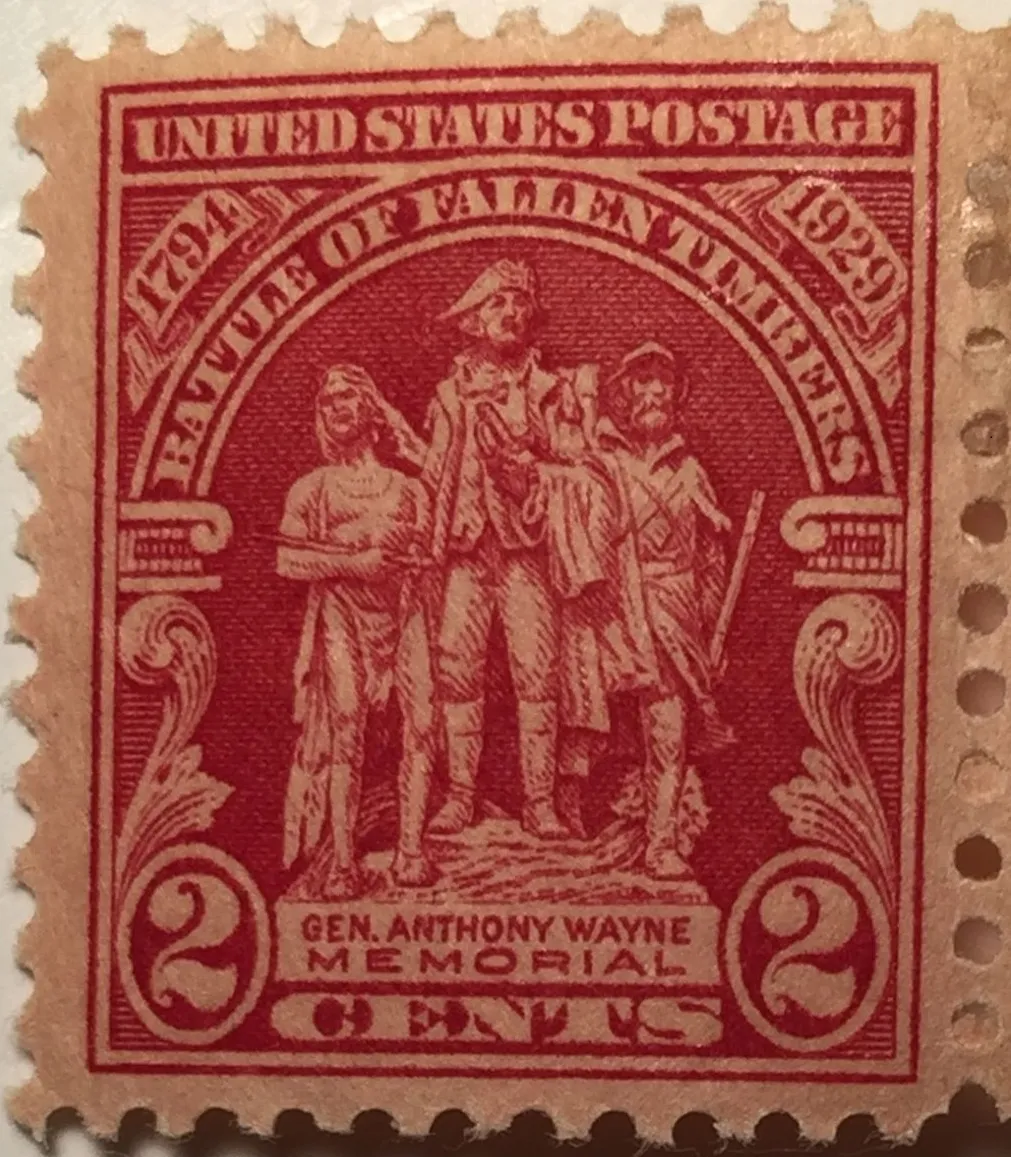 UNITED STATES POSTAGE
1794
1929
BATTLE OF FALLEN TIMBERS
2
2
GEN. ANTHONY WAYNE
MEMORIAL
CENTS